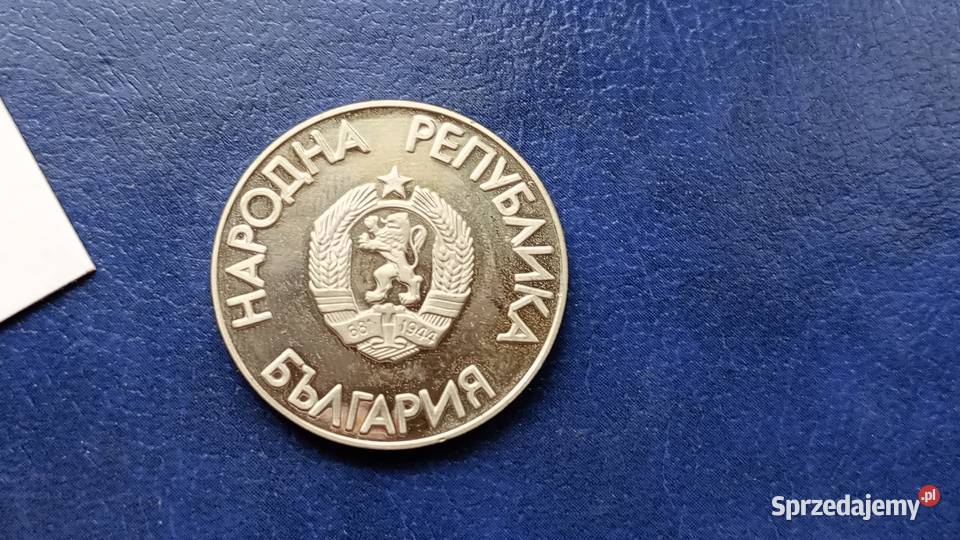 НАРОДНА РЕПУБЛИКА
БЪЛГАРИЯ
681 1944
Sprzedajemy.pl